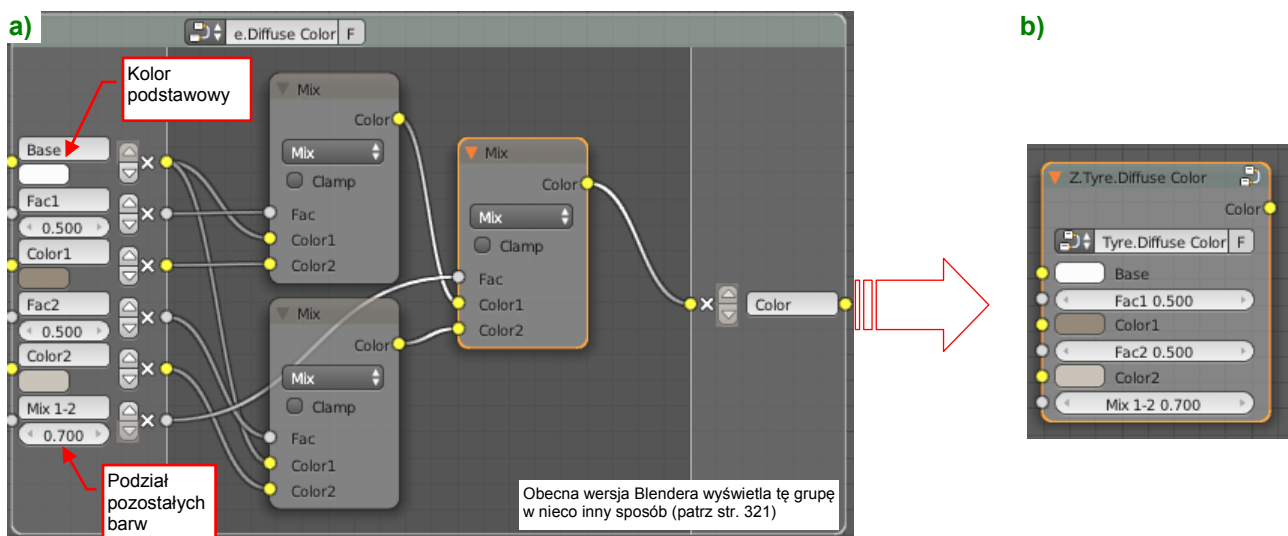 a)
e.Diffuse Color F
Kolor
podstawowy
Base
Fac1
0.500
Color1
Fac2
0.500
Color2
Mix 1-2
0.700
Podział
pozostałych
barw
Mix
Color
Mix
Clamp
Fac
Color1
Color2
Mix
Color
Mix
Clamp
Fac
Color1
Color2
Mix
Color
Mix
Clamp
Fac
Color1
Color2
Color
Obecna wersja Blendera wyświetla tę grupę
w nieco inny sposób (patrz str. 321)
b)
Z.Tyre.Diffuse Color
Color
Tyre.Diffuse Color F
Base
Fac1 0.500
Color1
Fac2 0.500
Color2
Mix 1-2 0.700